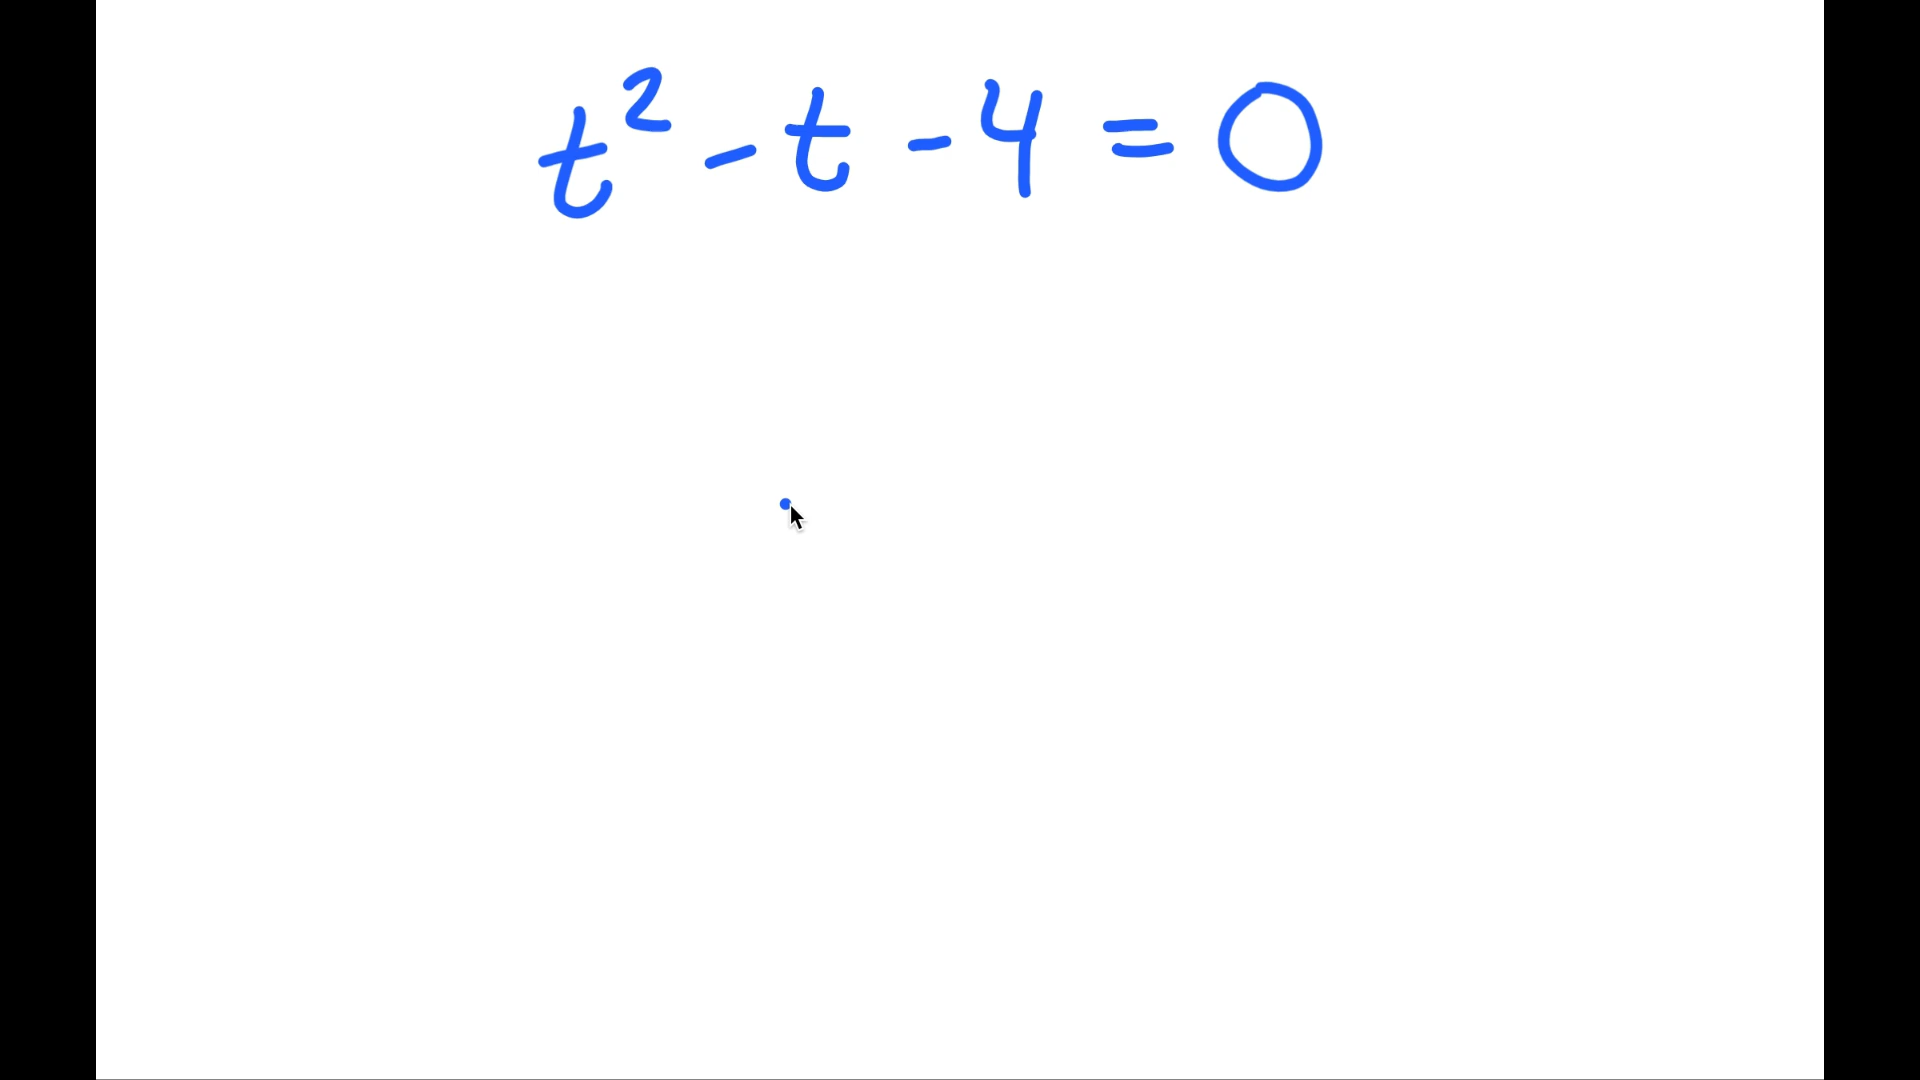 t² - t - 4 = 0